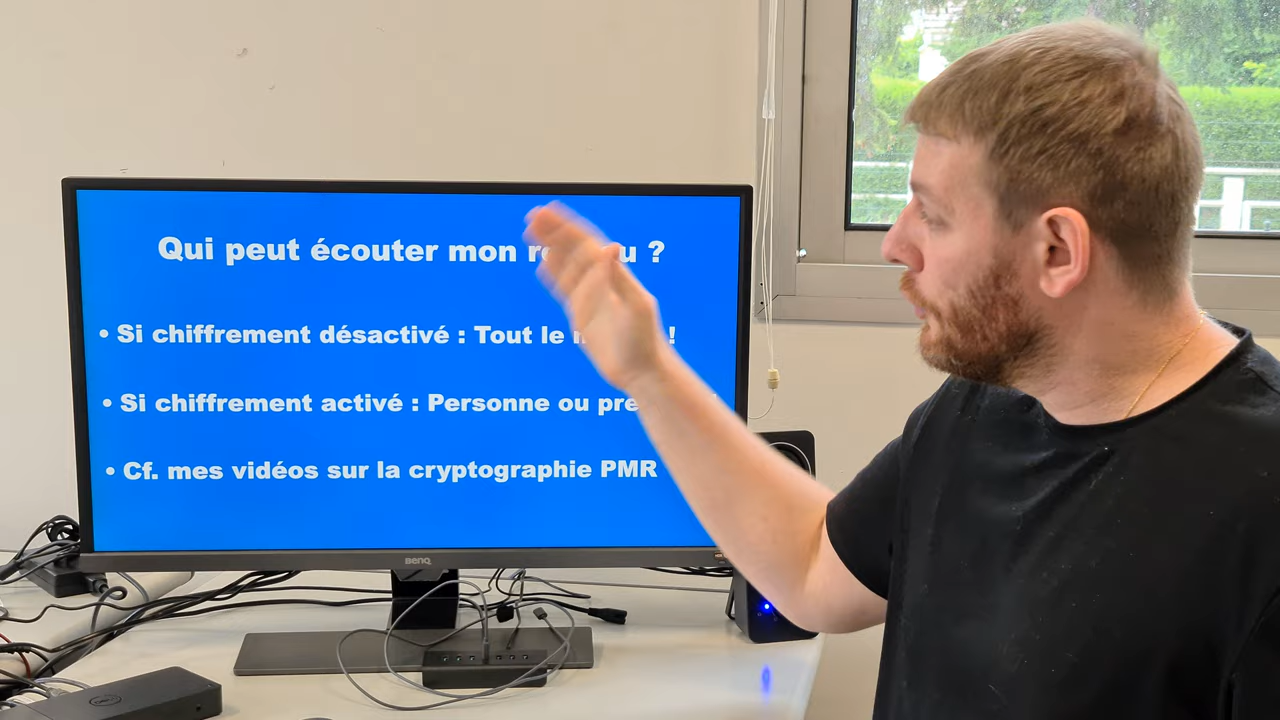 Qui peut écouter mon ?
• Si chiffrement désactivé : Tout le !
• Si chiffrement activé : Personne ou
• Cf. mes vidéos sur la cryptographie PMR
BenQ
DELL